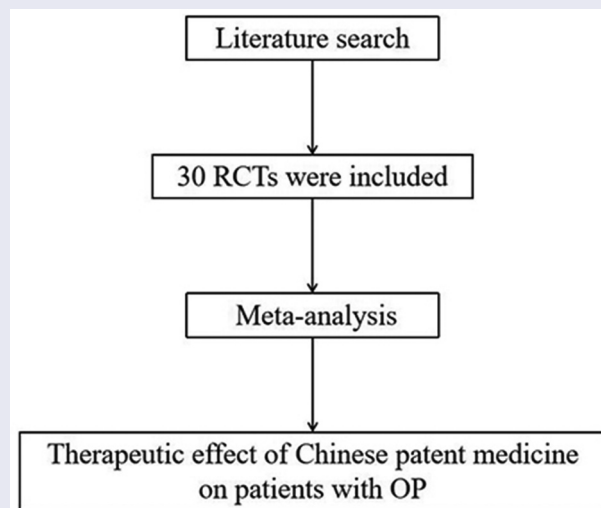 Literature search
30 RCTs were included
Meta-analysis
Therapeutic effect of Chinese patent medicine
on patients with OP